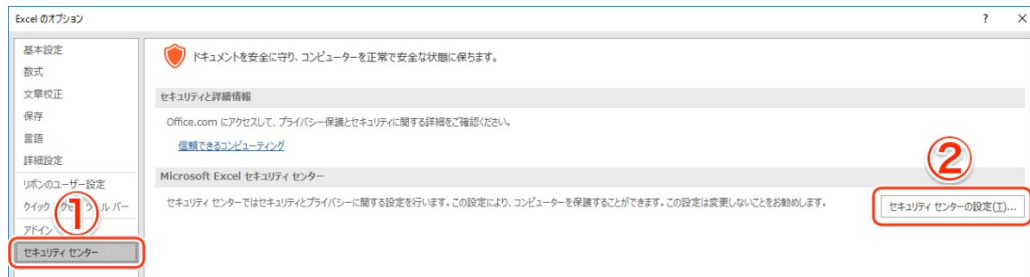 Excel のオプション
? ×
基本設定
数式
文章校正
保存
言語
詳細設定
リボンのユーザー設定
クイック アクセス ツール バー
アドイン
セキュリティ センター
①
ドキュメントを安全に守り、コンピューターを正常で安全な状態に保ちます。
セキュリティと詳細情報
Office.com にアクセスして、プライバシー保護とセキュリティに関する詳細をご確認ください。
信頼できるコンピューティング
Microsoft Excel セキュリティ センター
セキュリティ センターではセキュリティとプライバシーに関する設定を行います。この設定により、コンピューターを保護することができます。この設定は変更しないことをお勧めします。
②
セキュリティ センターの設定(T)...